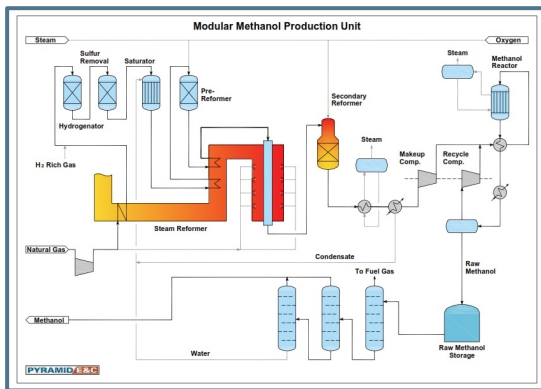 Modular Methanol Production Unit
Steam
Oxygen
Sulfur
Removal
Saturator
Pre-
Reformer
Hydrogenator
Secondary
Reformer
Steam
Methanol
Reactor
Steam
Makeup
Comp.
Recycle
Comp.
H2 Rich Gas
Steam Reformer
Natural Gas
Condensate
Raw
Methanol
To Fuel Gas
Methanol
Water
Raw Methanol
Storage
PYRAMID E&C